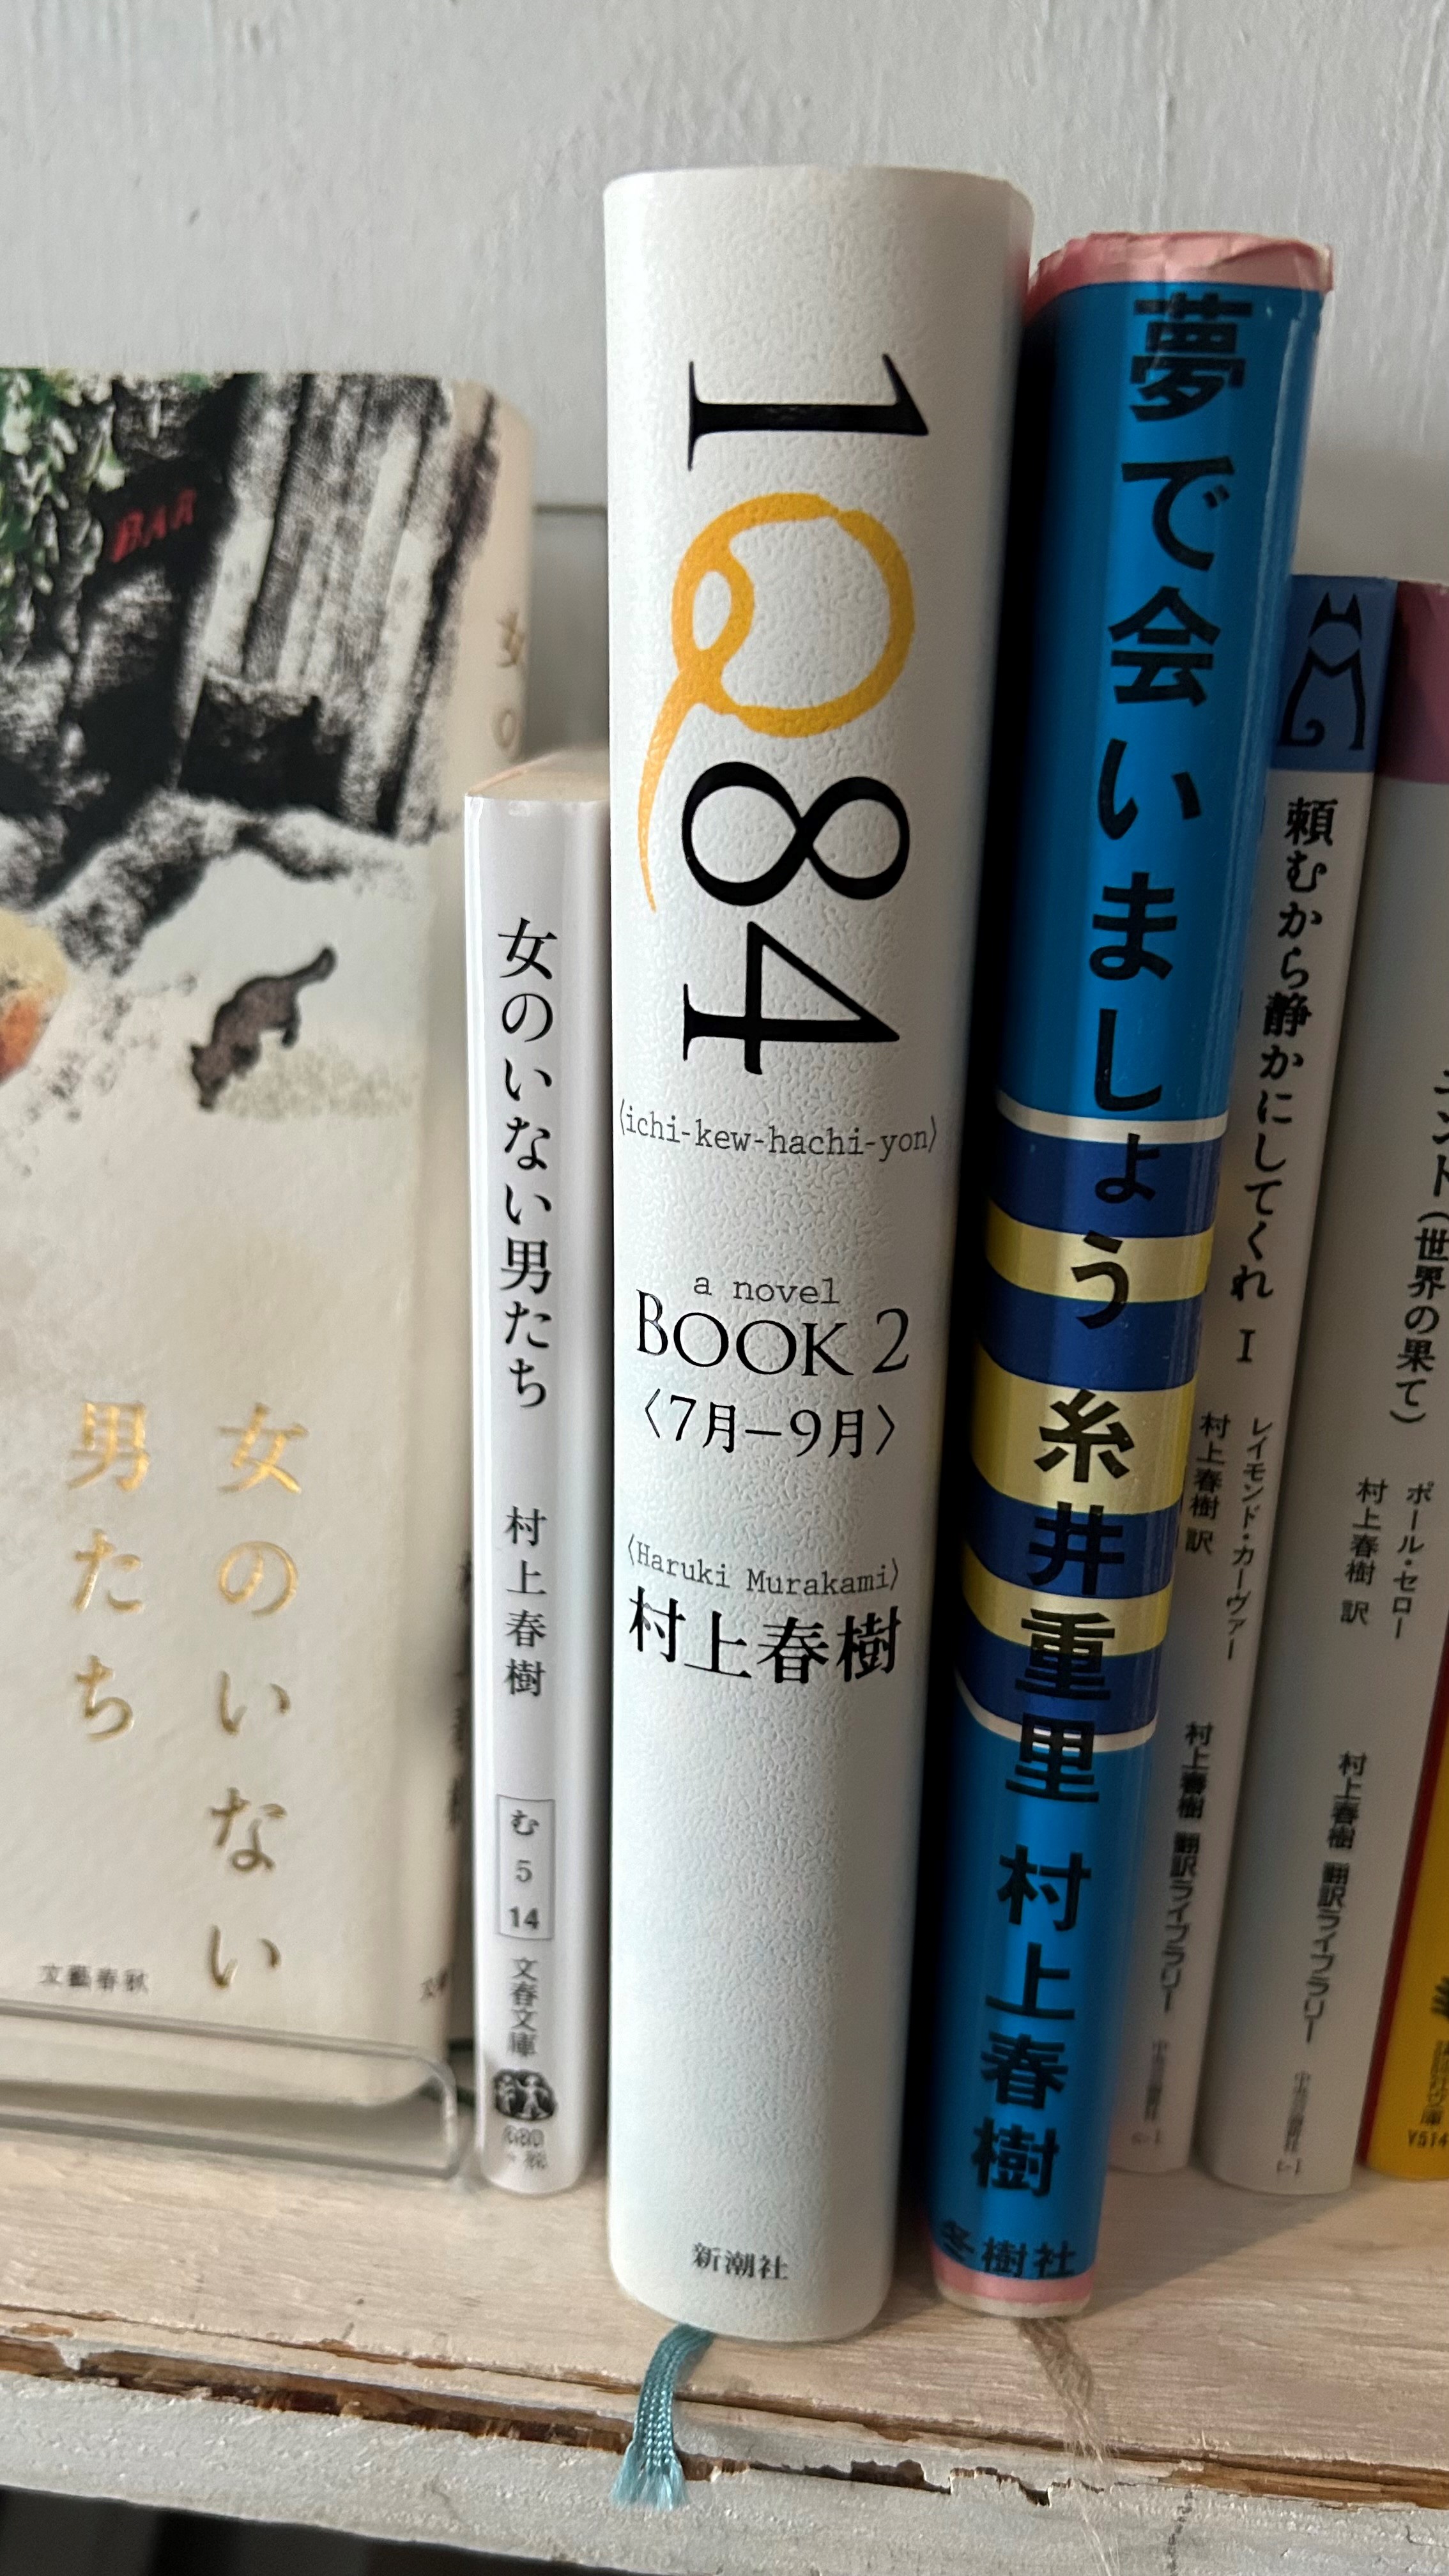 BAR
女のいない
男たち
文藝春秋
女の
女のいない男たち
村上春樹
む
5
14
文春文庫
1Q84
〈ichi-kew-hachi-yon〉
a novel
BOOK 2
〈7月–9月〉
〈Haruki Murakami〉
村上春樹
新潮社
夢で会いましょう 糸井重里 村上春樹
冬樹社
頼むから静かにしてくれ I
レイモンド・カーヴァー
村上春樹 訳
村上春樹 翻訳ライブラリー
ンド(世界の果て)
ポール・セロー
村上春樹 訳
村上春樹 翻訳ライブラリー
¥514